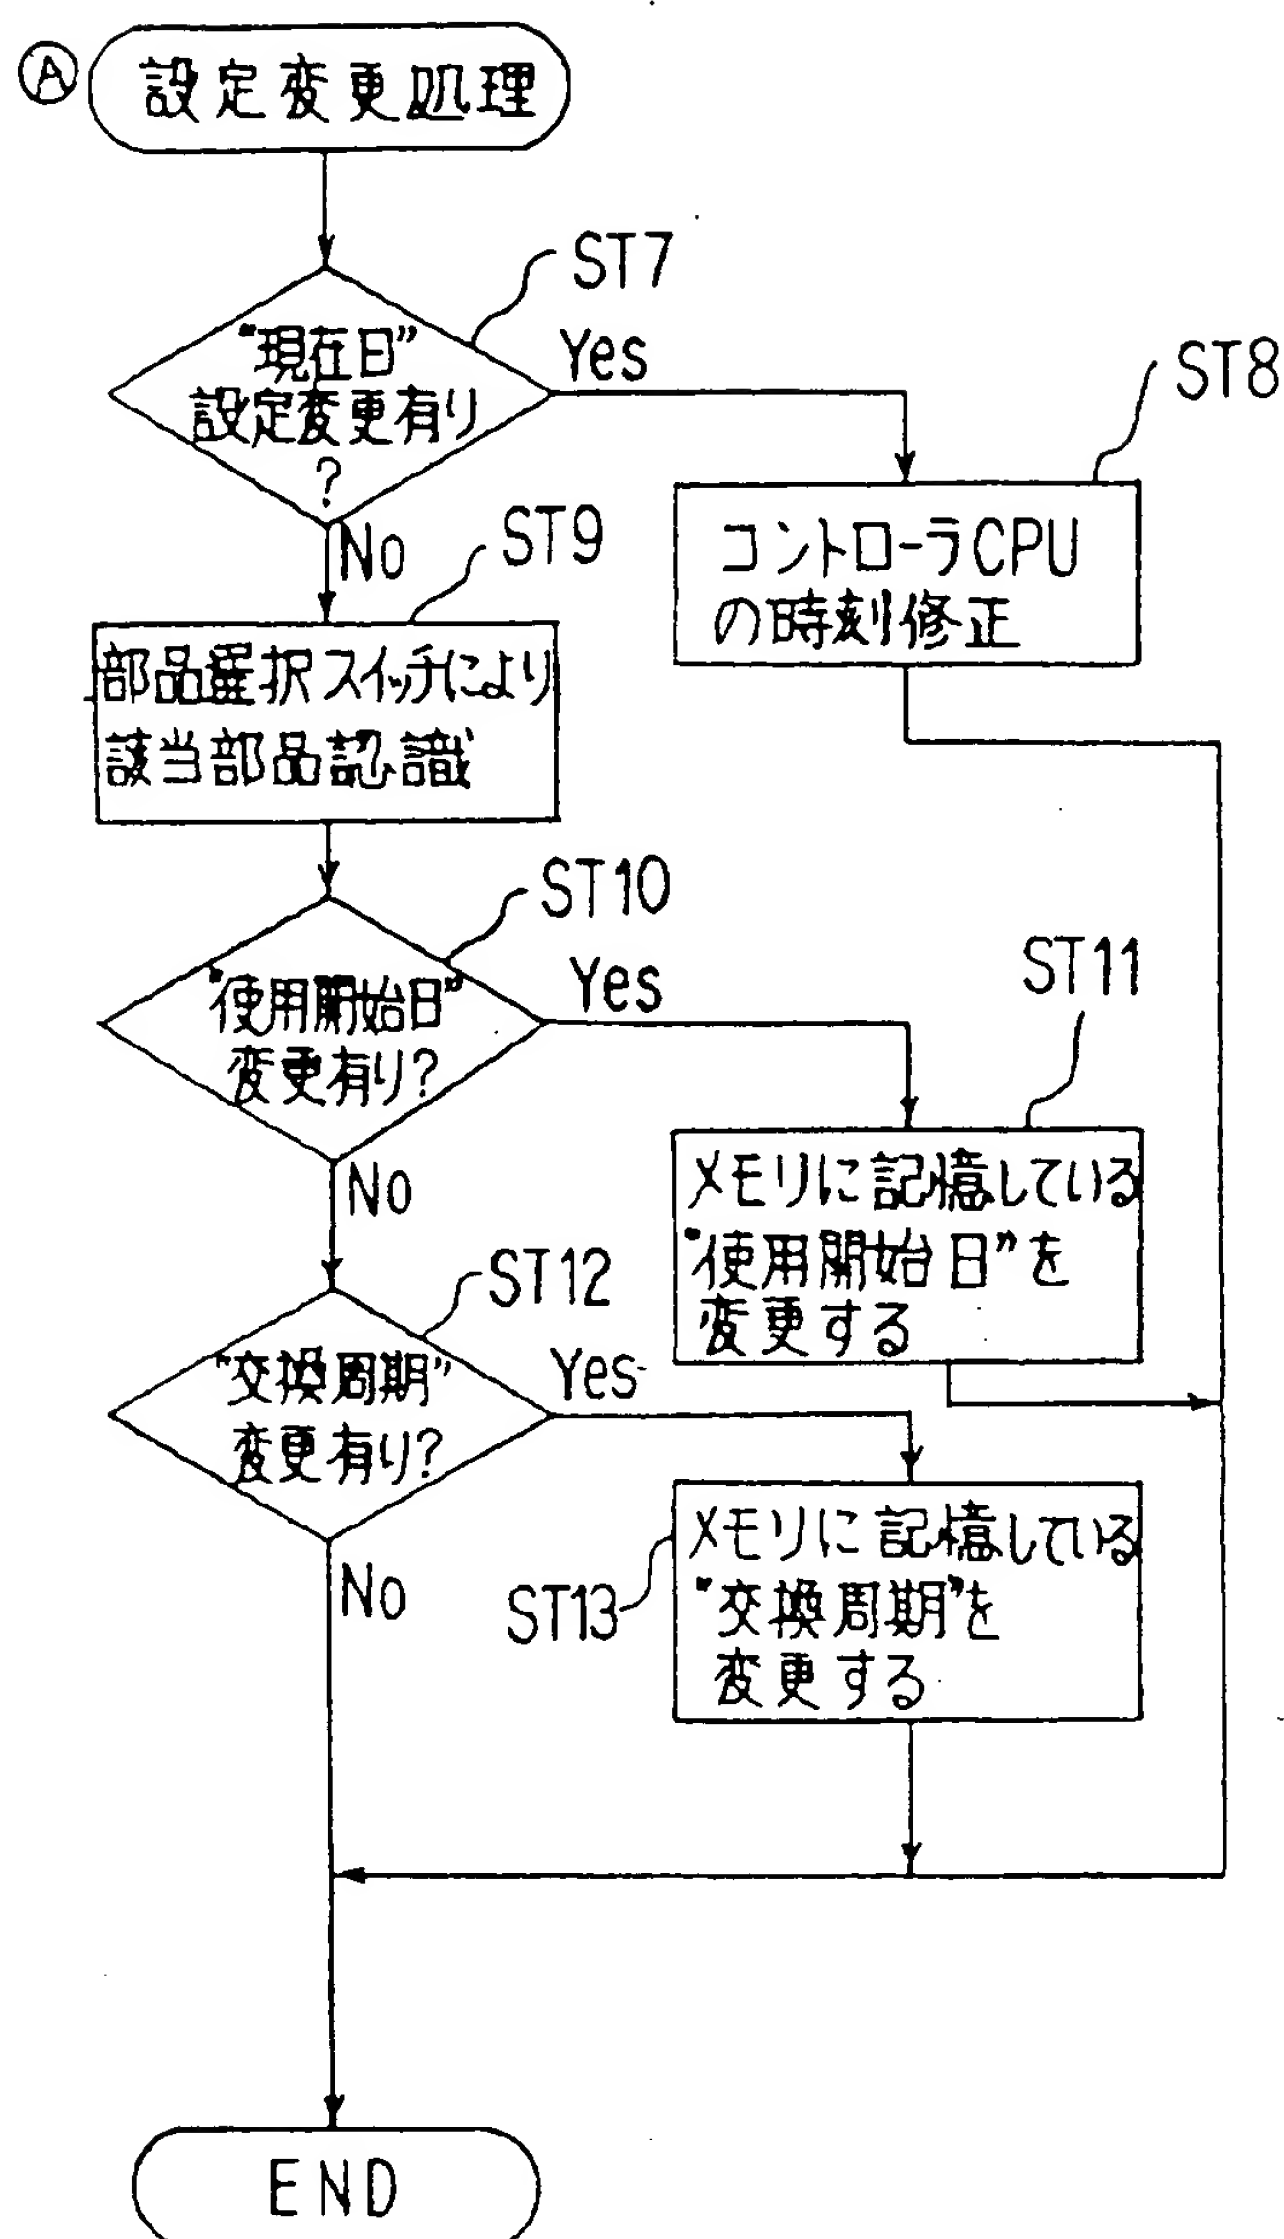 Ⓐ 設定変更処理
ST7
“現在日”
設定変更有り
?
Yes
No
ST8
コントローラCPU
の時刻修正
ST9
部品選択スイッチにより
該当部品認識
ST10
“使用開始日”
変更有り?
Yes
No
ST11
メモリに記憶している
“使用開始日”を
変更する
ST12
“交換周期”
変更有り?
Yes
No
ST13
メモリに記憶している
“交換周期”を
変更する
END